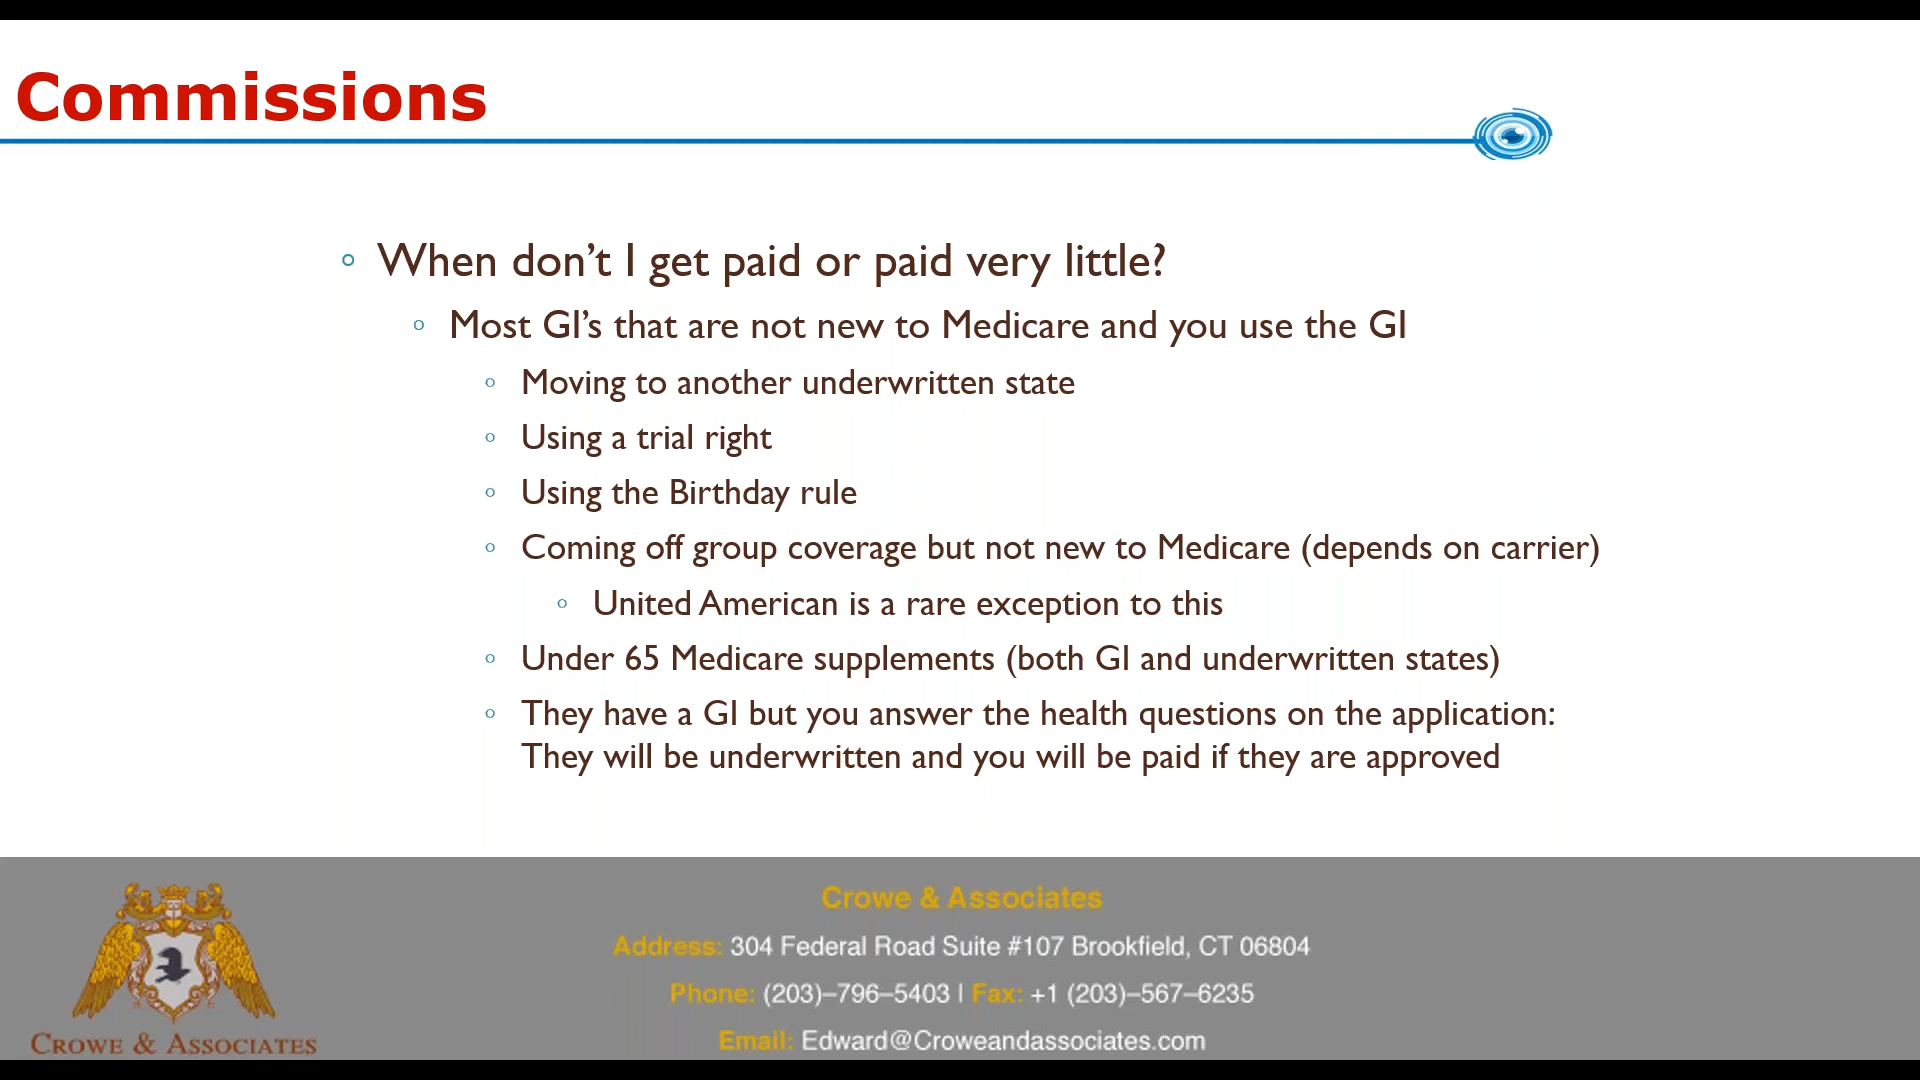 Commissions
When don't I get paid or paid very little?
Most GI's that are not new to Medicare and you use the GI
Moving to another underwritten state
Using a trial right
Using the Birthday rule
Coming off group coverage but not new to Medicare (depends on carrier)
United American is a rare exception to this
Under 65 Medicare supplements (both GI and underwritten states)
They have a GI but you answer the health questions on the application:
They will be underwritten and you will be paid if they are approved
Crowe & Associates
Address: 304 Federal Road Suite #107 Brookfield, CT 06804
Phone: (203)–796–5403 | Fax: +1 (203)–567–6235
Email: Edward@Croweandassociates.com
CROWE & ASSOCIATES